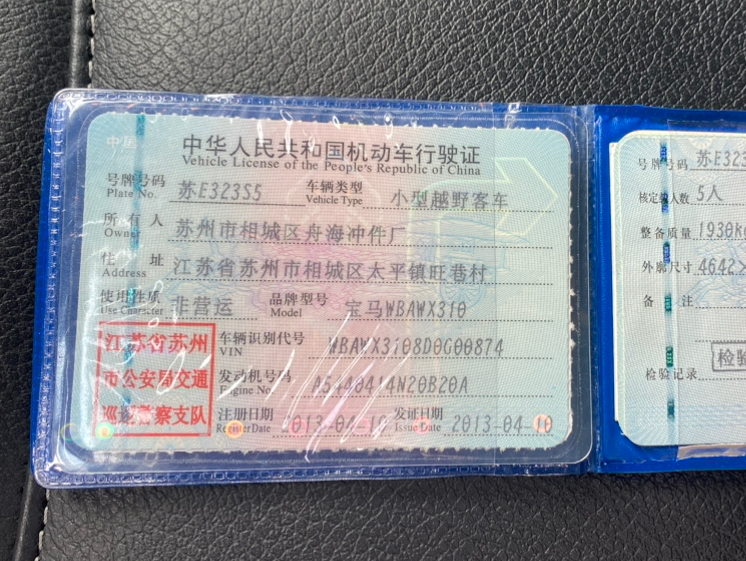 中国
中华人民共和国机动车行驶证
Vehicle License of the People's Republic of China
号牌号码 苏E323S5 车辆类型 小型越野客车
Plate No. Vehicle Type
所有人 苏州市相城区舟海冲件厂
Owner
住址 江苏省苏州市相城区太平镇旺巷村
Address
使用性质 非营运 品牌型号 宝马WBAWX310
Use Character Model
江苏省苏州
市公安局交通
巡逻警察支队
车辆识别代号 WBAWX3108D0G00874
VIN
发动机号码 A5440414N20B20A
Engine No.
注册日期 2013-04-10 发证日期 2013-04-10
Register Date Issue Date
号牌号码 苏E323
核定载人数 5人
整备质量 1930kg
外廓尺寸 4642×
备注
检验
检验记录